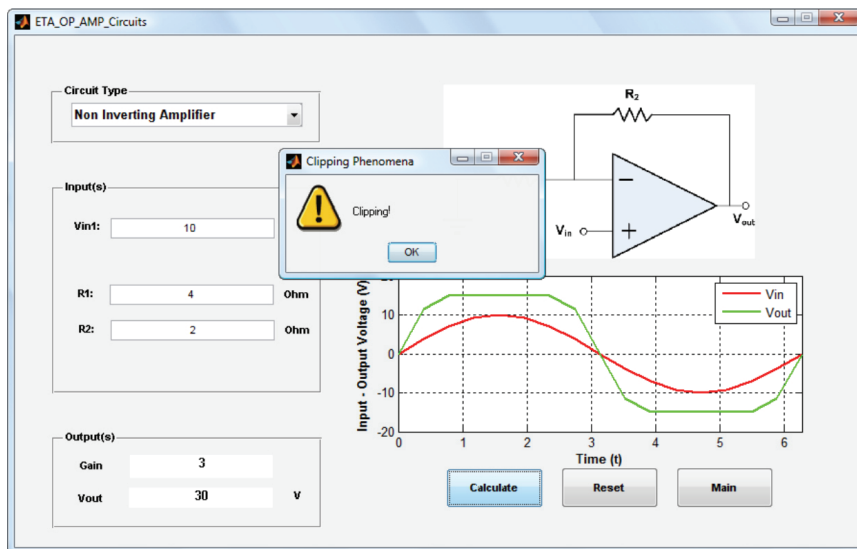 ETA_OP_AMP_Circuits
Circuit Type
Non Inverting Amplifier
Input(s)
Vin1: 10
R1: 4 Ohm
R2: 2 Ohm
Output(s)
Gain 3
Vout 30 V
Clipping Phenomena
Clipping!
OK
R2
−
+
Vin
Vout
Input - Output Voltage (V)
20
10
0
-10
-20
0 1 2 3 4 5 6
Time (t)
Vin
Vout
Calculate Reset Main